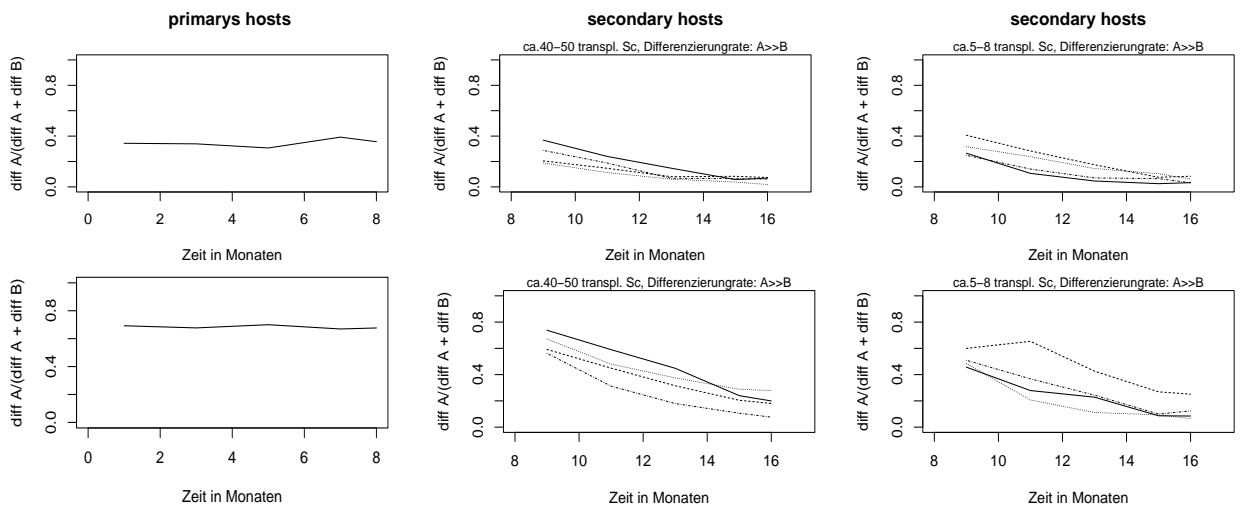 primarys hosts
diff A/(diff A + diff B)
0.0 0.4 0.8
0 2 4 6 8
Zeit in Monaten
secondary hosts
ca.40−50 transpl. Sc, Differenzierungrate: A>>B
diff A/(diff A + diff B)
0.0 0.4 0.8
8 10 12 14 16
Zeit in Monaten
secondary hosts
ca.5−8 transpl. Sc, Differenzierungrate: A>>B
diff A/(diff A + diff B)
0.0 0.4 0.8
8 10 12 14 16
Zeit in Monaten
diff A/(diff A + diff B)
0.0 0.4 0.8
0 2 4 6 8
Zeit in Monaten
ca.40−50 transpl. Sc, Differenzierungrate: A>>B
diff A/(diff A + diff B)
0.0 0.4 0.8
8 10 12 14 16
Zeit in Monaten
ca.5−8 transpl. Sc, Differenzierungrate: A>>B
diff A/(diff A + diff B)
0.0 0.4 0.8
8 10 12 14 16
Zeit in Monaten